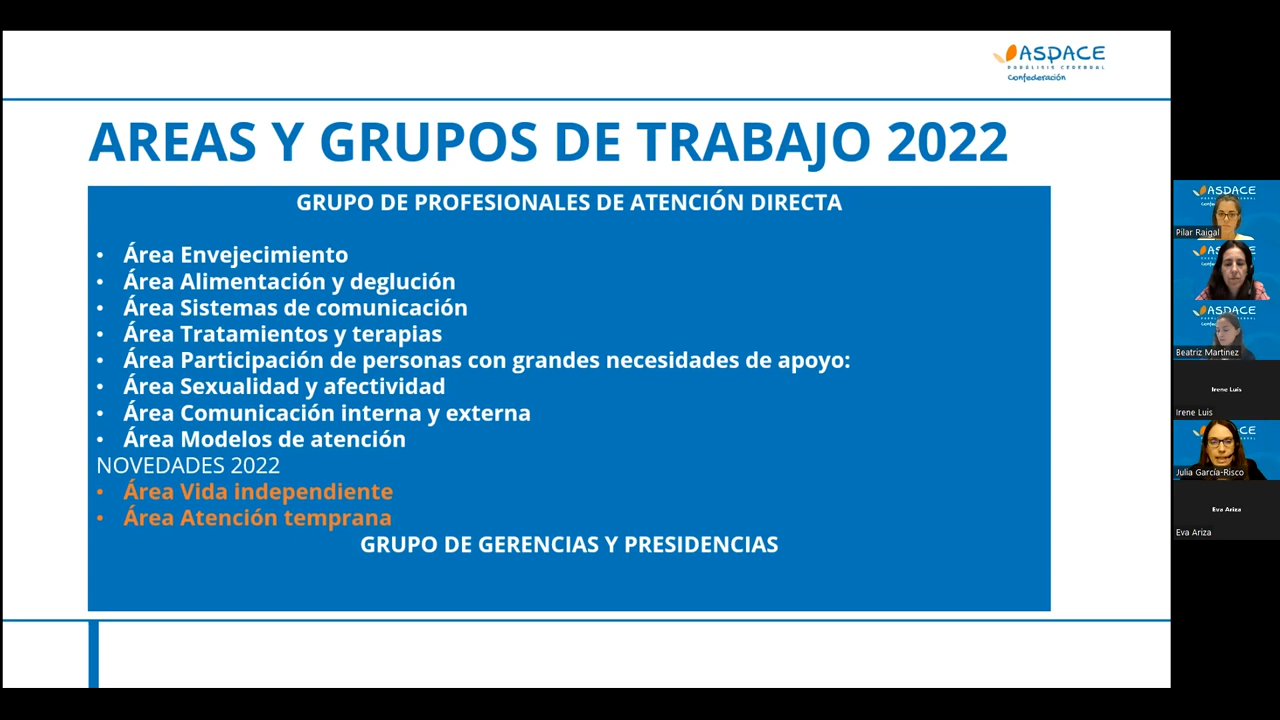 ASPACE
PARÁLISIS CEREBRAL
Confederación
AREAS Y GRUPOS DE TRABAJO 2022
GRUPO DE PROFESIONALES DE ATENCIÓN DIRECTA
• Área Envejecimiento
• Área Alimentación y deglución
• Área Sistemas de comunicación
• Área Tratamientos y terapias
• Área Participación de personas con grandes necesidades de apoyo:
• Área Sexualidad y afectividad
• Área Comunicación interna y externa
• Área Modelos de atención
NOVEDADES 2022
• Área Vida independiente
• Área Atención temprana
GRUPO DE GERENCIAS Y PRESIDENCIAS
ASPACE
Pilar Raigal
ASPACE
Beatriz Martinez
Irene Luis
Irene Luis
Julia García-Risco
Eva Ariza
Eva Ariza